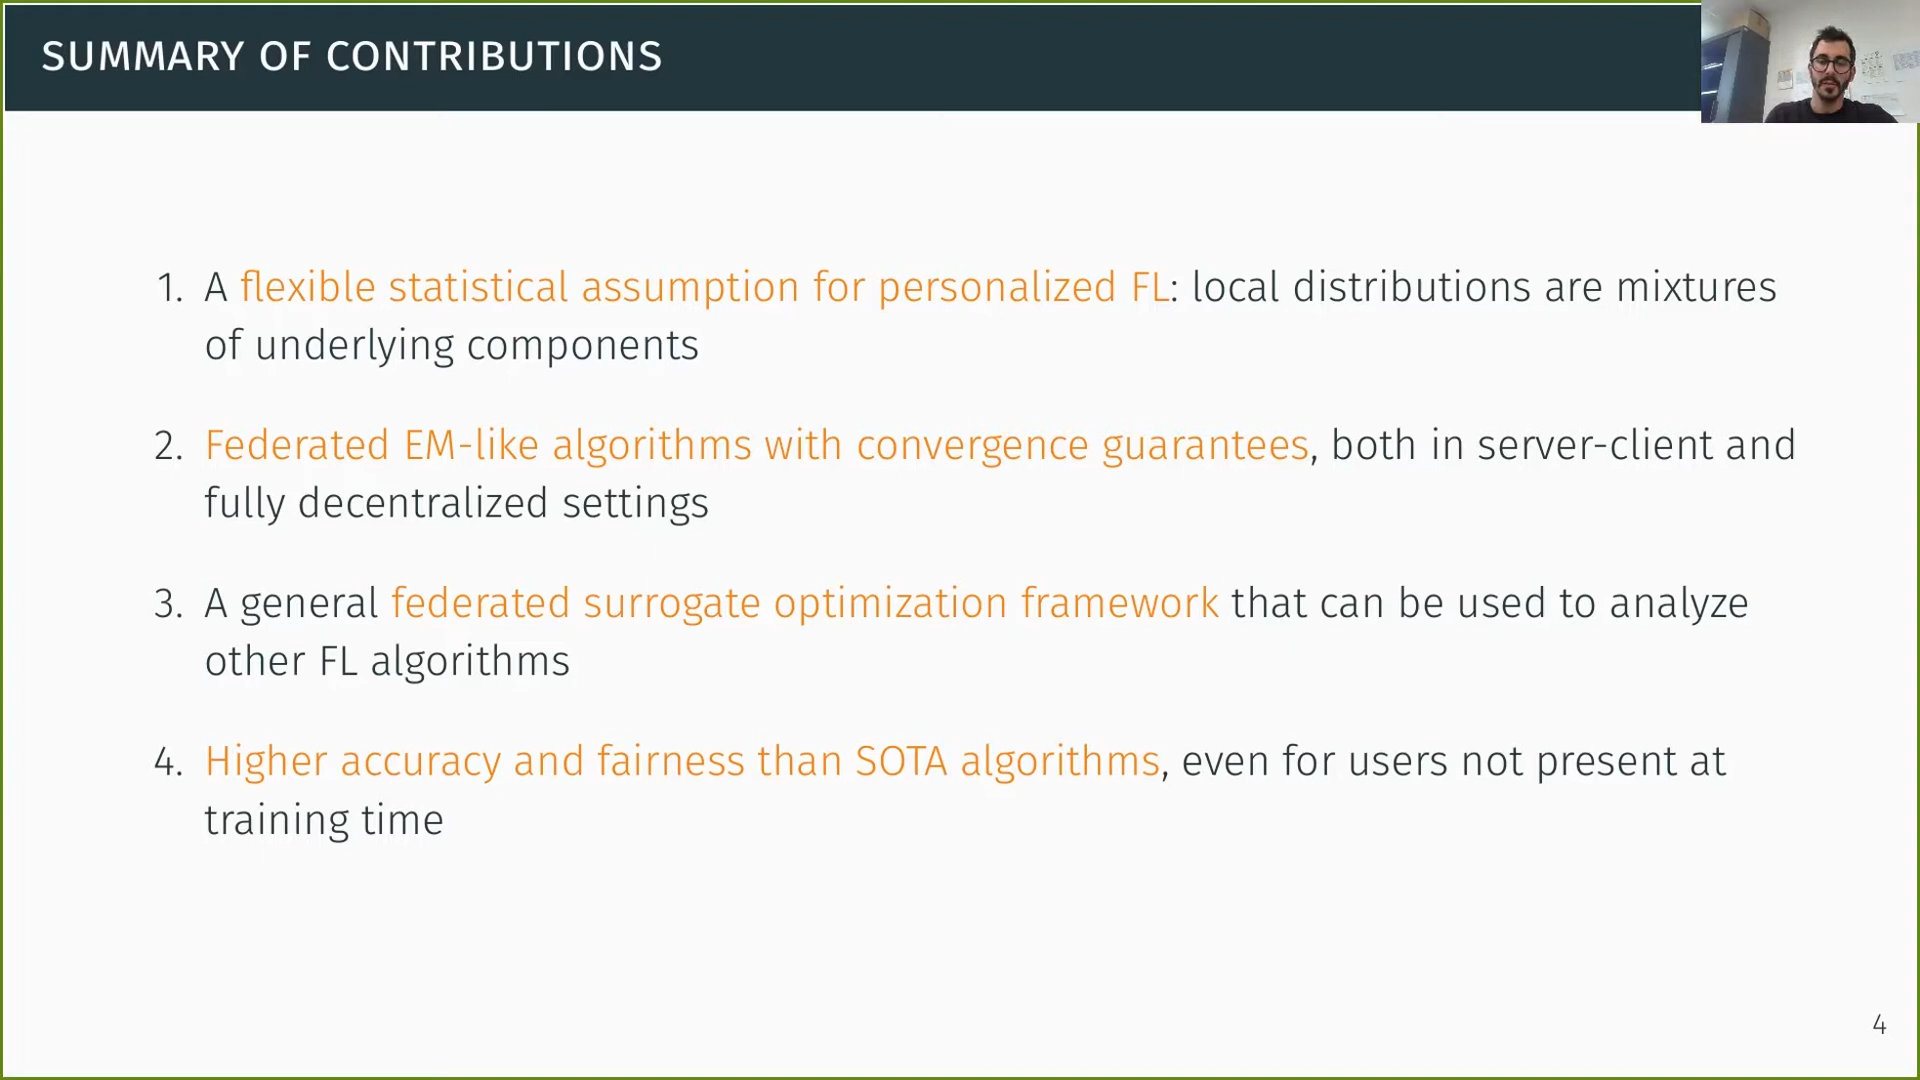 SUMMARY OF CONTRIBUTIONS
1. A flexible statistical assumption for personalized FL: local distributions are mixtures
of underlying components
2. Federated EM-like algorithms with convergence guarantees, both in server-client and
fully decentralized settings
3. A general federated surrogate optimization framework that can be used to analyze
other FL algorithms
4. Higher accuracy and fairness than SOTA algorithms, even for users not present at
training time
4